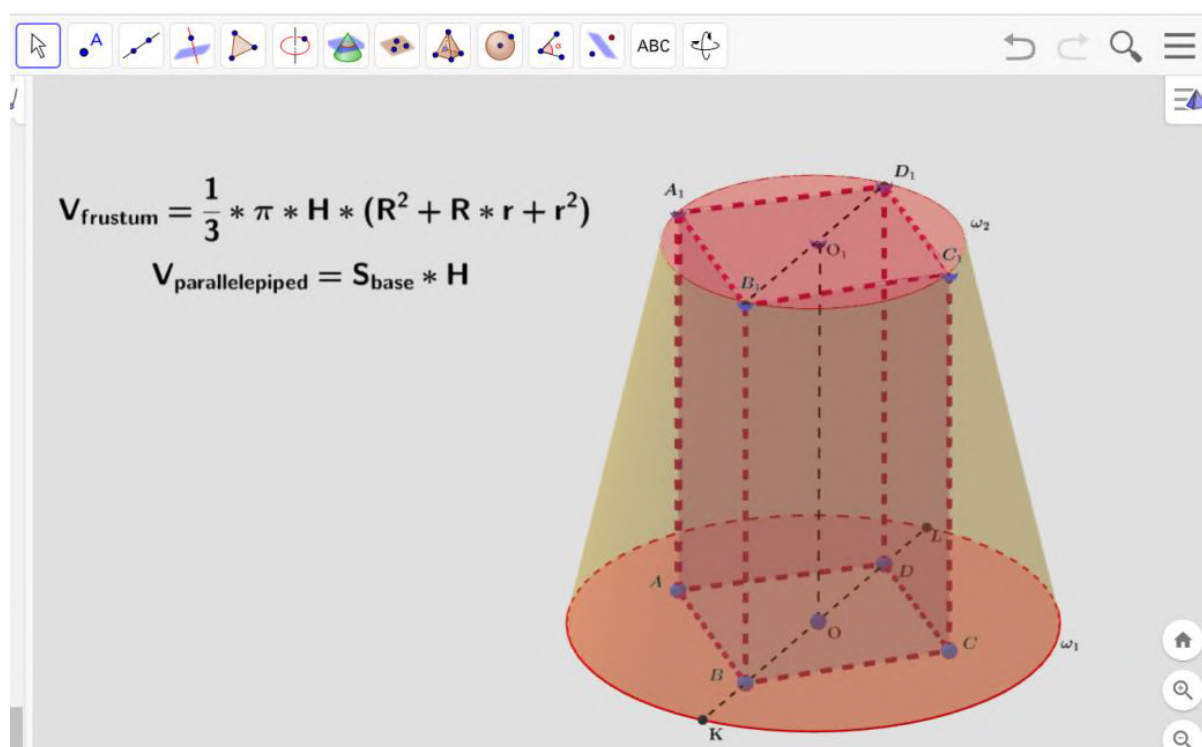 A
α
ABC
V_frustum = 1/3 * π * H * (R² + R * r + r²)
V_parallelepiped = S_base * H
A₁
D₁
ω₂
O₁
C₁
B₁
L
A
D
O
ω₁
C
B
K